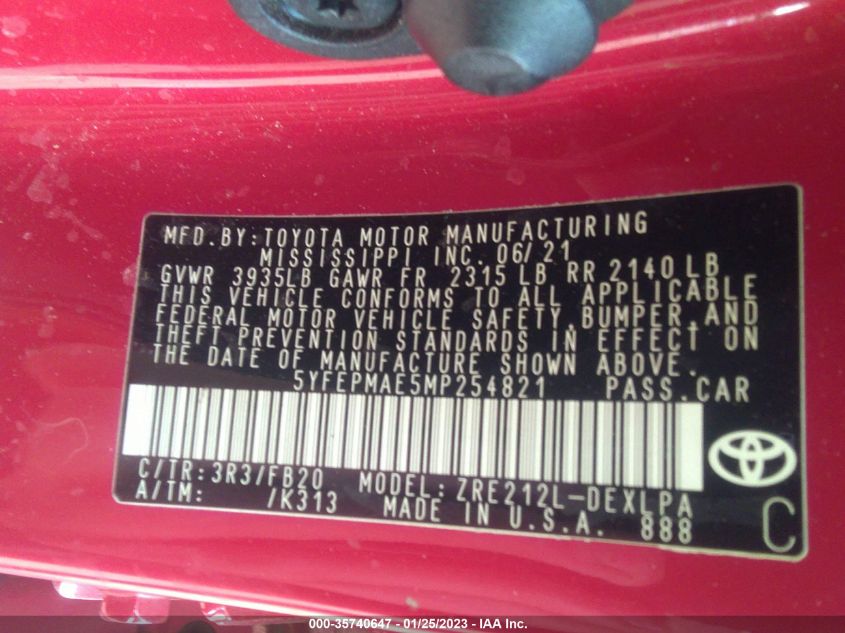 MFD.BY:TOYOTA MOTOR MANUFACTURING
MISSISSIPPI INC. 06/21
GVWR 3935LB GAWR FR 2315 LB RR 2140 LB
THIS VEHICLE CONFORMS TO ALL APPLICABLE
FEDERAL MOTOR VEHICLE SAFETY,BUMPER,AND
THEFT PREVENTION STANDARDS IN EFFECT ON
THE DATE OF MANUFACTURE SHOWN ABOVE.
5YFEPMAE5MP254821 PASS.CAR
C/TR:3R3/FB20 MODEL:ZRE212L-DEXLPA
A/TM: /K313 MADE IN U.S.A. 888
C
000-35740647 — 01/25/2023 — IAA Inc.